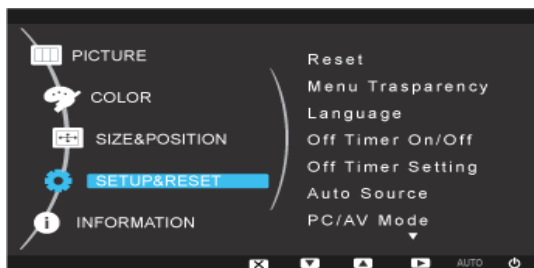 PICTURE
COLOR
SIZE&POSITION
SETUP&RESET
INFORMATION
Reset
Menu Trasparency
Language
Off Timer On/Off
Off Timer Setting
Auto Source
PC/AV Mode
AUTO